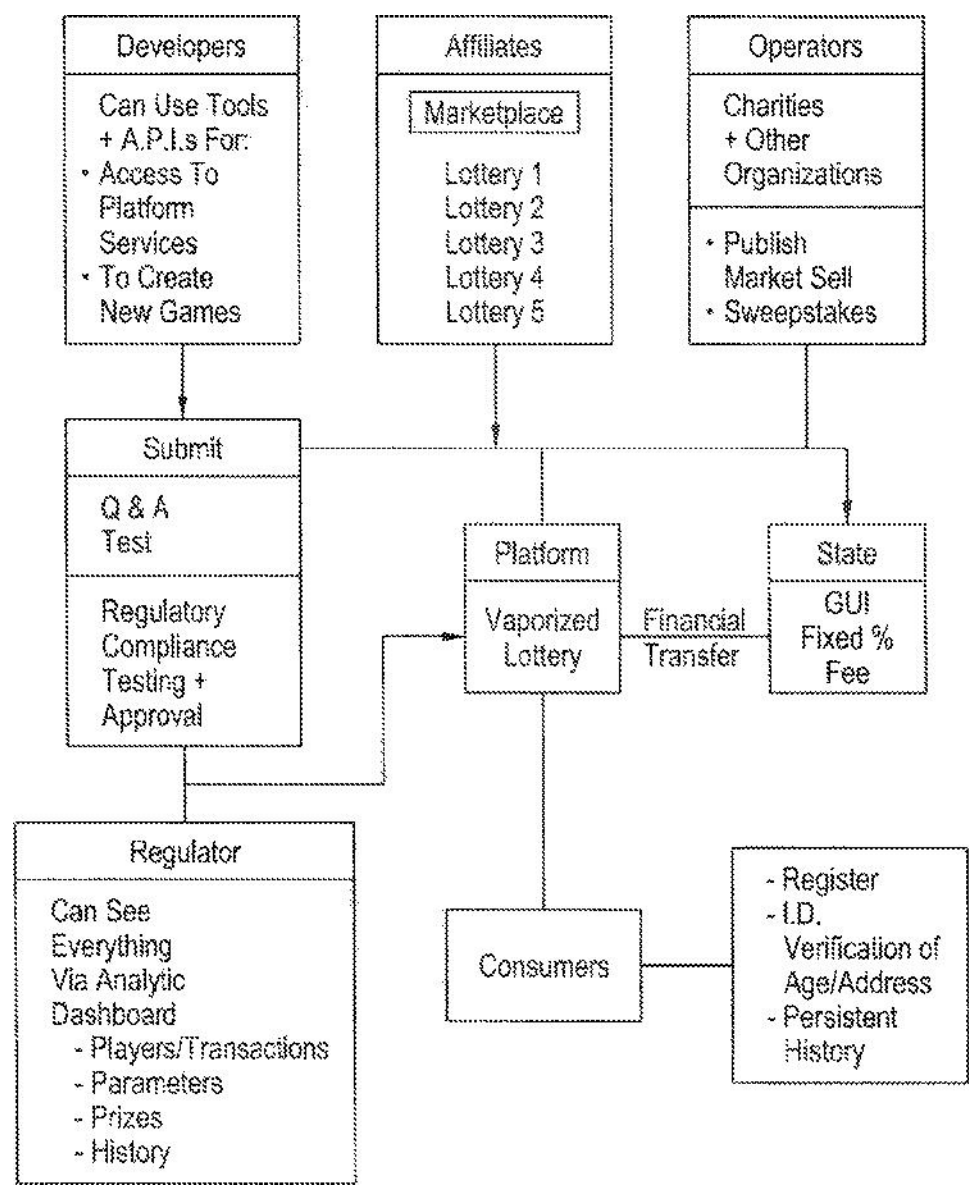 Developers
Can Use Tools
+ A.P.I.s For:
• Access To
Platform
Services
• To Create
New Games
Affiliates
Marketplace
Lottery 1
Lottery 2
Lottery 3
Lottery 4
Lottery 5
Operators
Charities
+ Other
Organizations
• Publish
Market Sell
• Sweepstakes
Submit
Q & A
Test
Regulatory
Compliance
Testing +
Approval
Platform
Vaporized
Lottery
Financial
Transfer
State
GUI
Fixed %
Fee
Regulator
Can See
Everything
Via Analytic
Dashboard
- Players/Transactions
- Parameters
- Prizes
- History
Consumers
- Register
- I.D.
Verification of
Age/Address
- Persistent
History